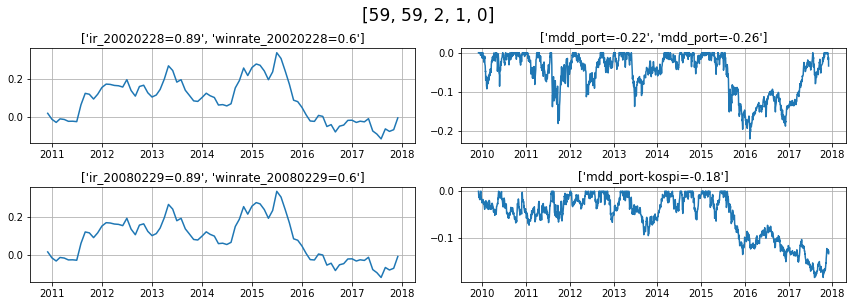 [59, 59, 2, 1, 0]
['ir_20020228=0.89', 'winrate_20020228=0.6']
0.2
0.0
2011 2012 2013 2014 2015 2016 2017 2018
['mdd_port=-0.22', 'mdd_port=-0.26']
0.0
−0.1
−0.2
2010 2011 2012 2013 2014 2015 2016 2017 2018
['ir_20080229=0.89', 'winrate_20080229=0.6']
0.2
0.0
2011 2012 2013 2014 2015 2016 2017 2018
['mdd_port-kospi=-0.18']
0.0
−0.1
2010 2011 2012 2013 2014 2015 2016 2017 2018